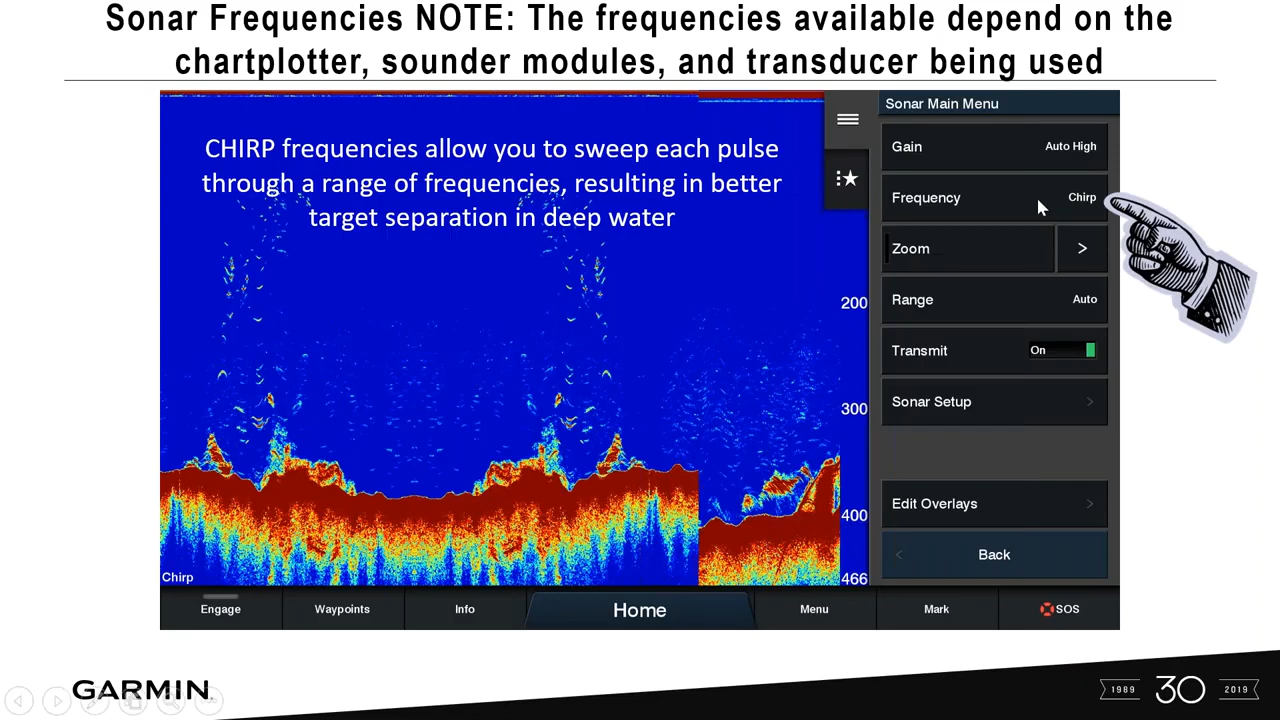 Sonar Frequencies NOTE: The frequencies available depend on the
chartplotter, sounder modules, and transducer being used
CHIRP frequencies allow you to sweep each pulse
through a range of frequencies, resulting in better
target separation in deep water
200
300
400
466
Chirp
Sonar Main Menu
Gain Auto High
Frequency Chirp
Zoom >
Range Auto
Transmit On
Sonar Setup >
Edit Overlays >
< Back
Engage Waypoints Info Home Menu Mark SOS
GARMIN.
1989 30 2019